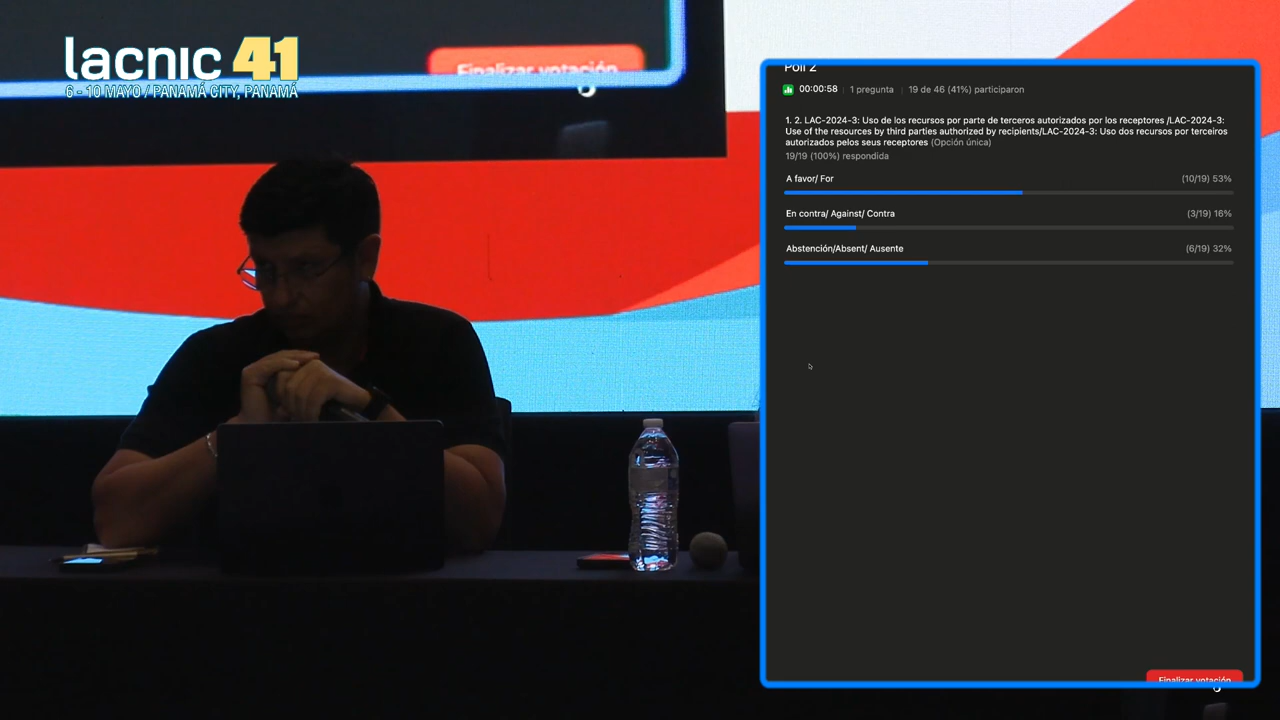 lacnic 41
6 - 10 MAYO / PANAMÁ CITY, PANAMÁ
Finalizar votación
Poll 2
00:00:58 | 1 pregunta | 19 de 46 (41%) participaron
1. 2. LAC-2024-3: Uso de los recursos por parte de terceros autorizados por los receptores /LAC-2024-3:
Use of the resources by third parties authorized by recipients/LAC-2024-3: Uso dos recursos por terceiros
autorizados pelos seus receptores (Opción única)
19/19 (100%) respondida
A favor/ For (10/19) 53%
En contra/ Against/ Contra (3/19) 16%
Abstención/Absent/ Ausente (6/19) 32%
Finalizar votación